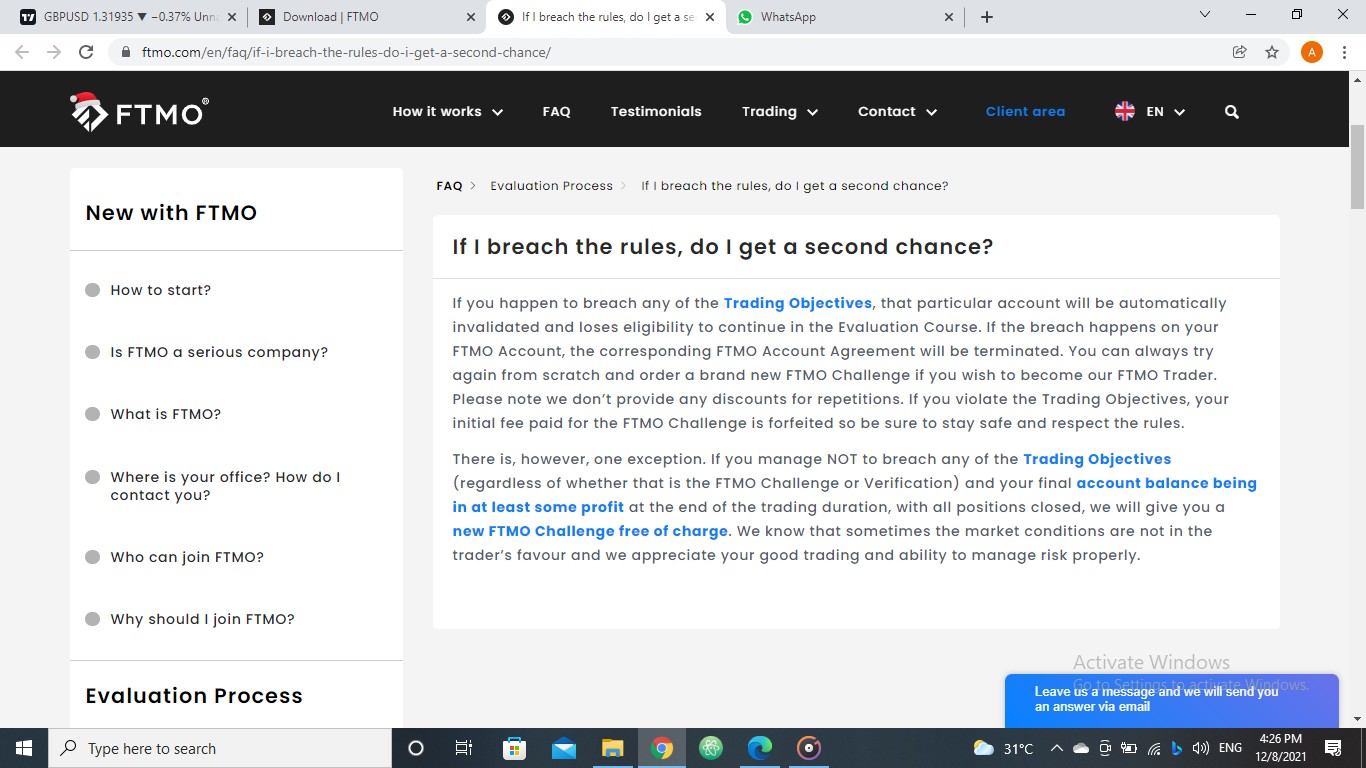 GBPUSD 1.31935 ▼ −0.37% Unna
Download | FTMO
If I breach the rules, do I get a se
WhatsApp
ftmo.com/en/faq/if-i-breach-the-rules-do-i-get-a-second-chance/
A
FTMO®
How it works
FAQ
Testimonials
Trading
Contact
Client area
EN
FAQ > Evaluation Process > If I breach the rules, do I get a second chance?
New with FTMO
How to start?
Is FTMO a serious company?
What is FTMO?
Where is your office? How do I
contact you?
Who can join FTMO?
Why should I join FTMO?
Evaluation Process
If I breach the rules, do I get a second chance?
If you happen to breach any of the Trading Objectives, that particular account will be automatically
invalidated and loses eligibility to continue in the Evaluation Course. If the breach happens on your
FTMO Account, the corresponding FTMO Account Agreement will be terminated. You can always try
again from scratch and order a brand new FTMO Challenge if you wish to become our FTMO Trader.
Please note we don’t provide any discounts for repetitions. If you violate the Trading Objectives, your
initial fee paid for the FTMO Challenge is forfeited so be sure to stay safe and respect the rules.
There is, however, one exception. If you manage NOT to breach any of the Trading Objectives
(regardless of whether that is the FTMO Challenge or Verification) and your final account balance being
in at least some profit at the end of the trading duration, with all positions closed, we will give you a
new FTMO Challenge free of charge. We know that sometimes the market conditions are not in the
trader’s favour and we appreciate your good trading and ability to manage risk properly.
Activate Windows
Go to Settings to activate Windows.
Leave us a message and we will send you
an answer via email
Type here to search
31°C
ENG
4:26 PM
12/8/2021